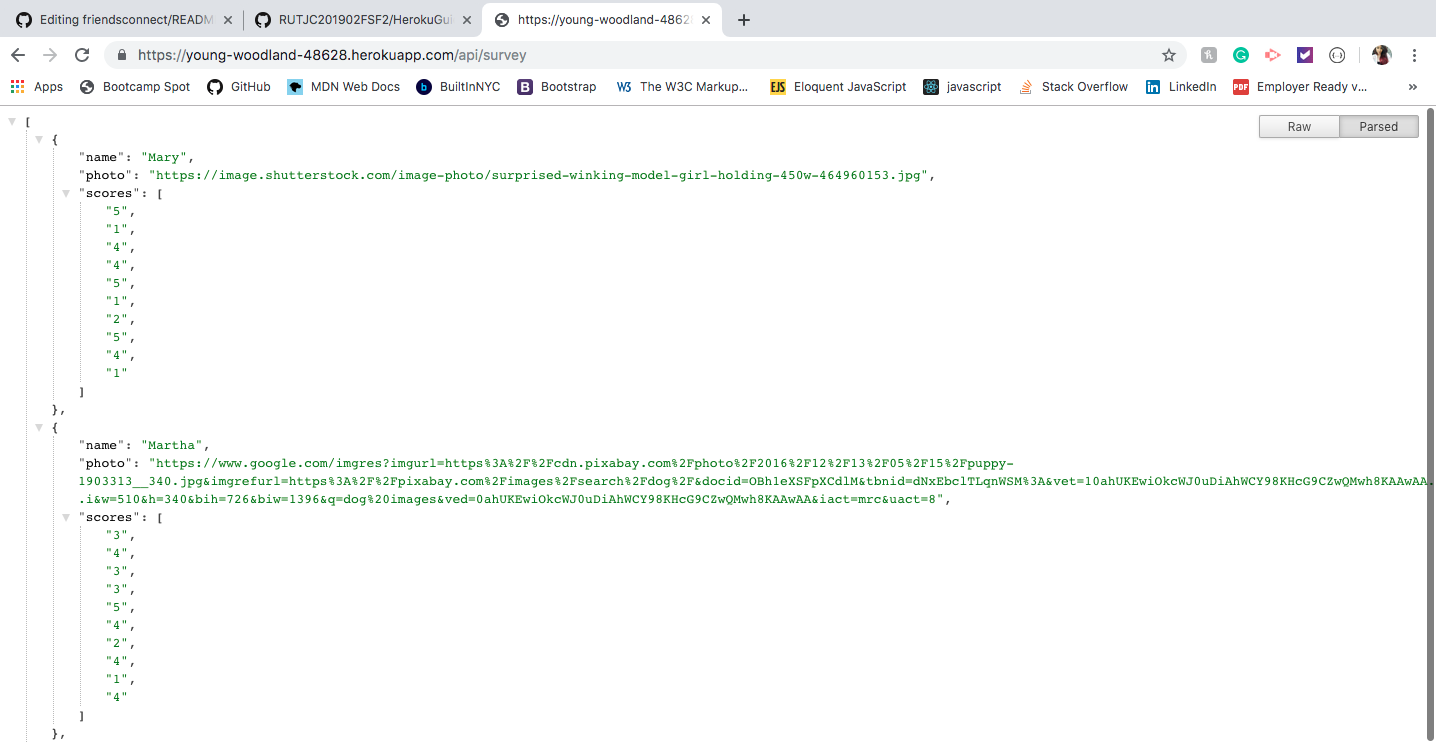 Editing friendsconnect/READM
RUTJC201902FSF2/HerokuGui
https://young-woodland-4862
https://young-woodland-48628.herokuapp.com/api/survey
Apps
Bootcamp Spot
GitHub
MDN Web Docs
b
BuiltInNYC
B
Bootstrap
W3
The W3C Markup...
EJS
Eloquent JavaScript
javascript
Stack Overflow
in
LinkedIn
PDF
Employer Ready v...
»
Raw
Parsed
[
{
"name": "Mary",
"photo": "https://image.shutterstock.com/image-photo/surprised-winking-model-girl-holding-450w-464960153.jpg",
"scores": [
"5",
"1",
"4",
"4",
"5",
"1",
"2",
"5",
"4",
"1"
]
},
{
"name": "Martha",
"photo": "https://www.google.com/imgres?imgurl=https%3A%2F%2Fcdn.pixabay.com%2Fphoto%2F2016%2F12%2F13%2F05%2F15%2Fpuppy-
1903313__340.jpg&imgrefurl=https%3A%2F%2Fpixabay.com%2Fimages%2Fsearch%2Fdog%2F&docid=OBh1eXSFpXCdlM&tbnid=dNxEbclTLqnWSM%3A&vet=10ahUKEwiOkcWJ0uDiAhWCY98KHcG9CZwQMwh8KAAwAA.
.i&w=510&h=340&bih=726&biw=1396&q=dog%20images&ved=0ahUKEwiOkcWJ0uDiAhWCY98KHcG9CZwQMwh8KAAwAA&iact=mrc&uact=8",
"scores": [
"3",
"4",
"3",
"3",
"5",
"4",
"2",
"4",
"1",
"4"
]
},